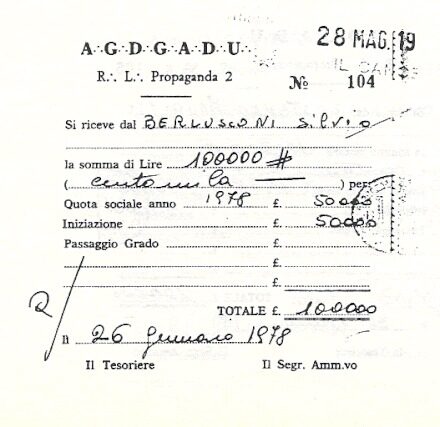 28 MAG. 19
A∴G∴D∴G∴A∴D∴U∴
R∴ L∴ Propaganda 2
№ 104
Si riceve dal BERLUSCONI Silvio
la somma di Lire 100000 #
( centomila ) per:
Quota sociale anno 1978 £. 50000
Iniziazione £. 50000
Passaggio Grado £.
£.
£.
TOTALE £. 100000
lì 26 Gennaio 1978
Il Tesoriere Il Segr. Amm.vo